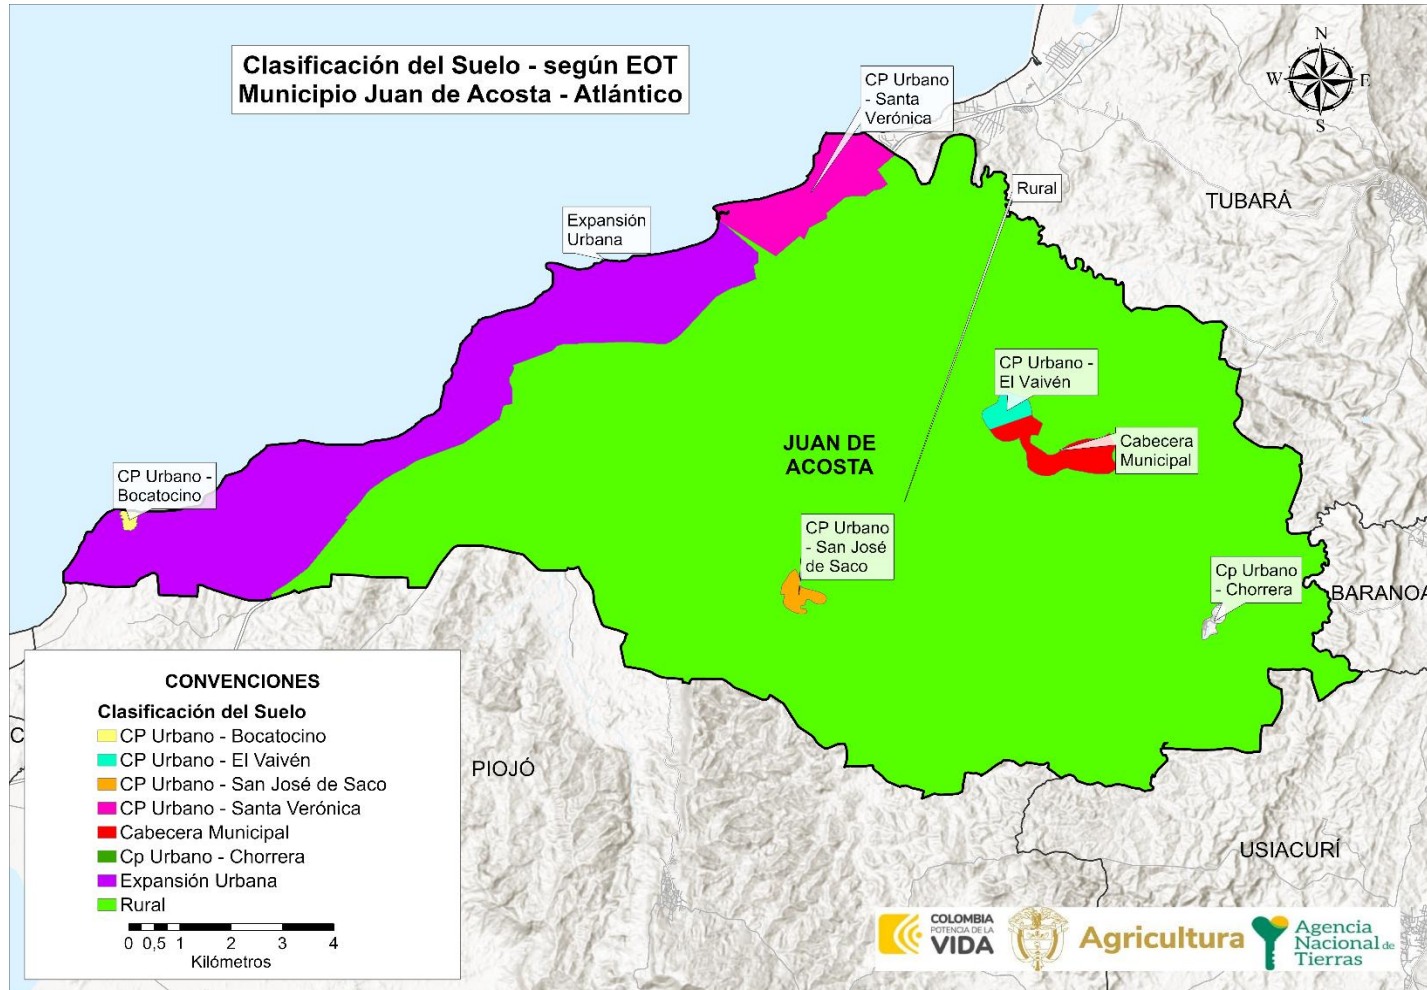 Clasificación del Suelo - según EOT
Municipio Juan de Acosta - Atlántico
N
W
E
S
CP Urbano
- Santa
Verónica
Rural
TUBARÁ
Expansión
Urbana
CP Urbano -
El Vaivén
JUAN DE
ACOSTA
Cabecera
Municipal
CP Urbano -
Bocatocino
CP Urbano
- San José
de Saco
Cp Urbano
- Chorrera
BARANOA
PIOJÓ
USIACURÍ
C
CONVENCIONES
Clasificación del Suelo
CP Urbano - Bocatocino
CP Urbano - El Vaivén
CP Urbano - San José de Saco
CP Urbano - Santa Verónica
Cabecera Municipal
Cp Urbano - Chorrera
Expansión Urbana
Rural
0 0,5 1 2 3 4
Kilómetros
COLOMBIA
POTENCIA DE LA
VIDA
Agricultura
Agencia
Nacional de
Tierras